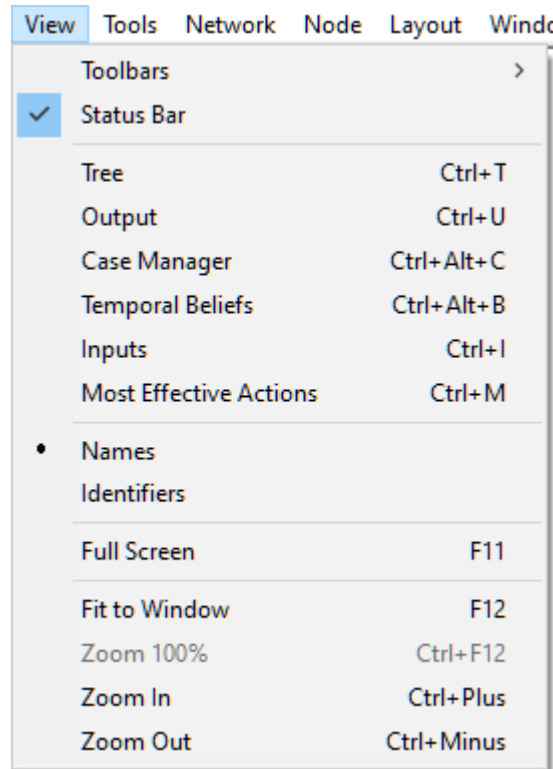 View Tools Network Node Layout Windo
Toolbars
Status Bar
Tree Ctrl+T
Output Ctrl+U
Case Manager Ctrl+Alt+C
Temporal Beliefs Ctrl+Alt+B
Inputs Ctrl+I
Most Effective Actions Ctrl+M
Names
Identifiers
Full Screen F11
Fit to Window F12
Zoom 100% Ctrl+F12
Zoom In Ctrl+Plus
Zoom Out Ctrl+Minus